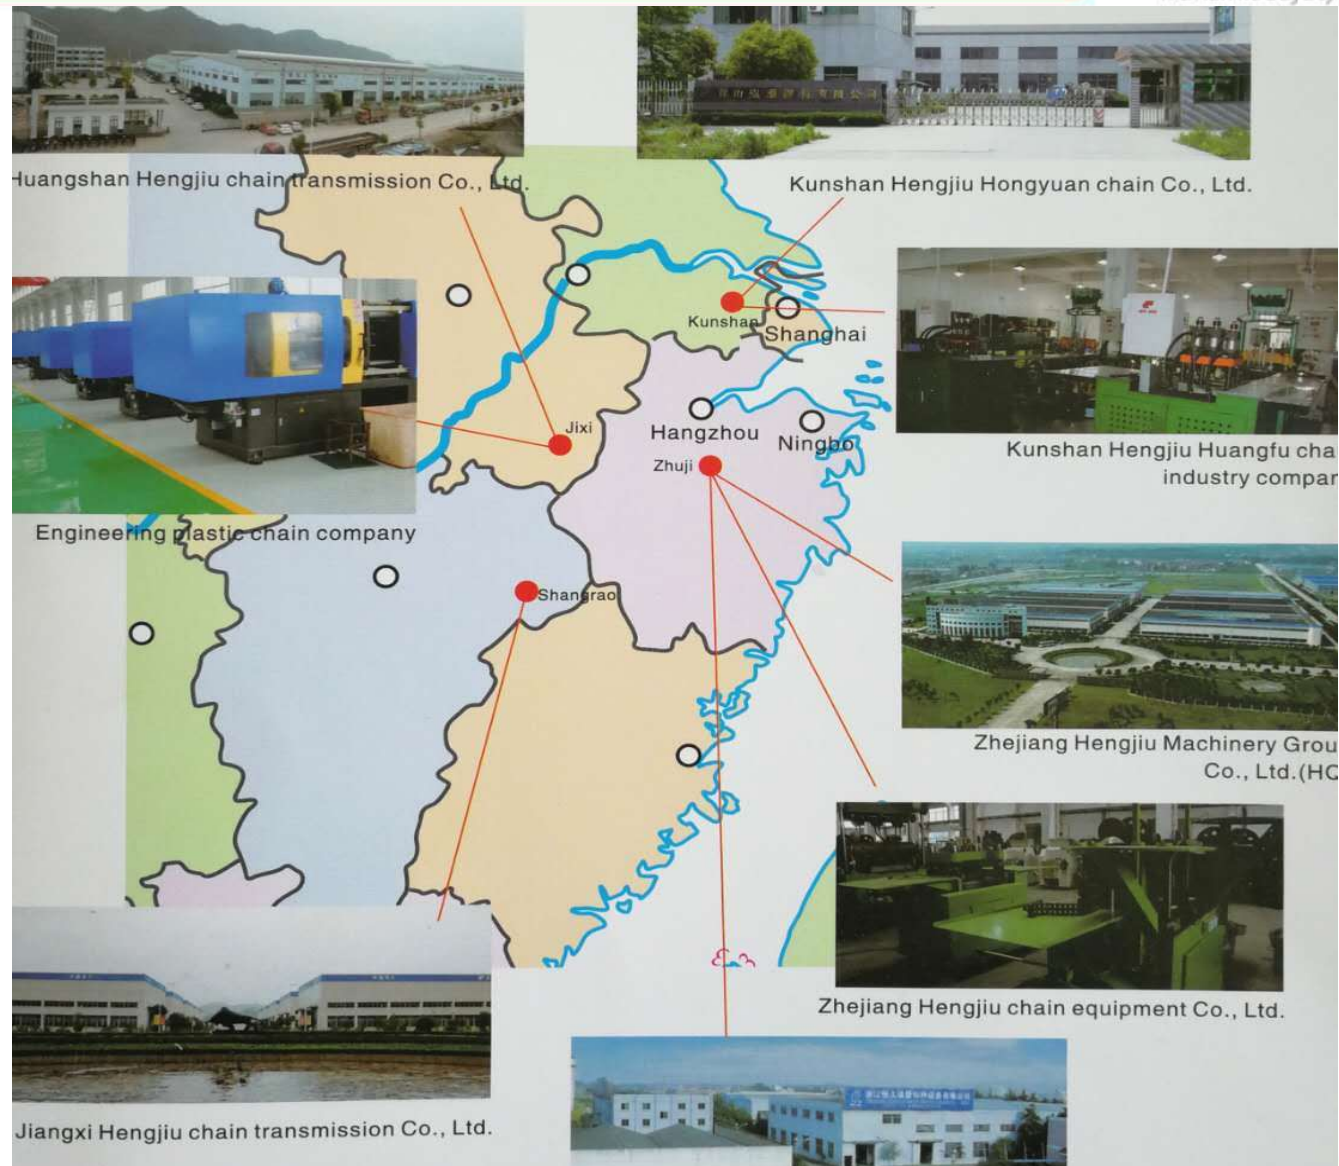 Huangshan Hengjiu chain transmission Co., Ltd.
Kunshan Hengjiu Hongyuan chain Co., Ltd.
Kunshan
Shanghai
Jixi
Hangzhou
Ningbo
Zhuji
Kunshan Hengjiu Huangfu chai
industry compar
Engineering plastic chain company
Shangrao
Zhejiang Hengjiu Machinery Grou
Co., Ltd.(HQ
Zhejiang Hengjiu chain equipment Co., Ltd.
Jiangxi Hengjiu chain transmission Co., Ltd.